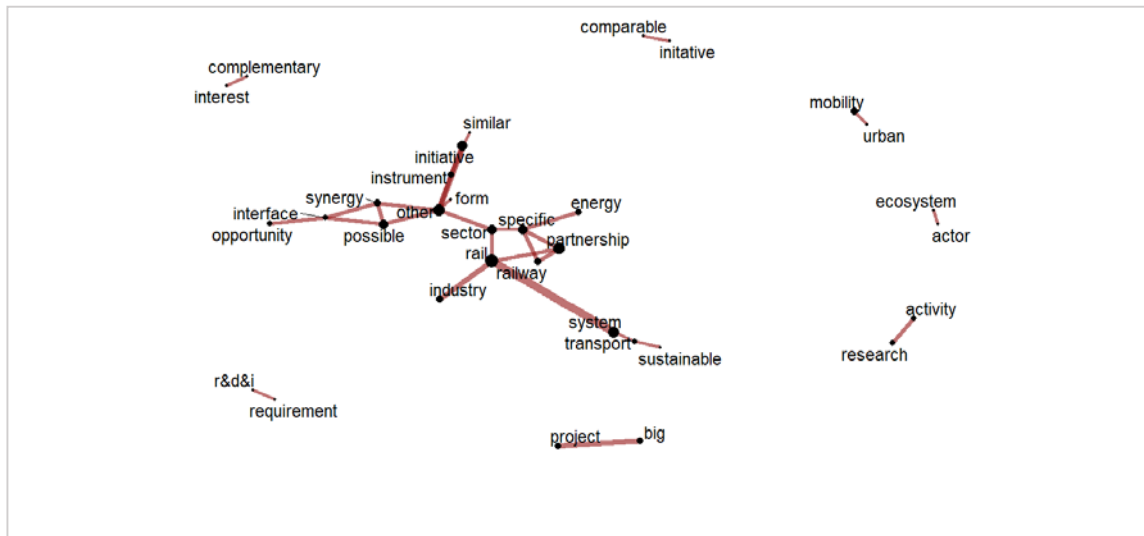 comparable
initative
complementary
interest
mobility
urban
similar
initiative
instrument
synergy
form
other
energy
interface
specific
ecosystem
opportunity
possible
sector
partnership
actor
rail
railway
industry
activity
system
transport
sustainable
research
r&d&i
requirement
project
big